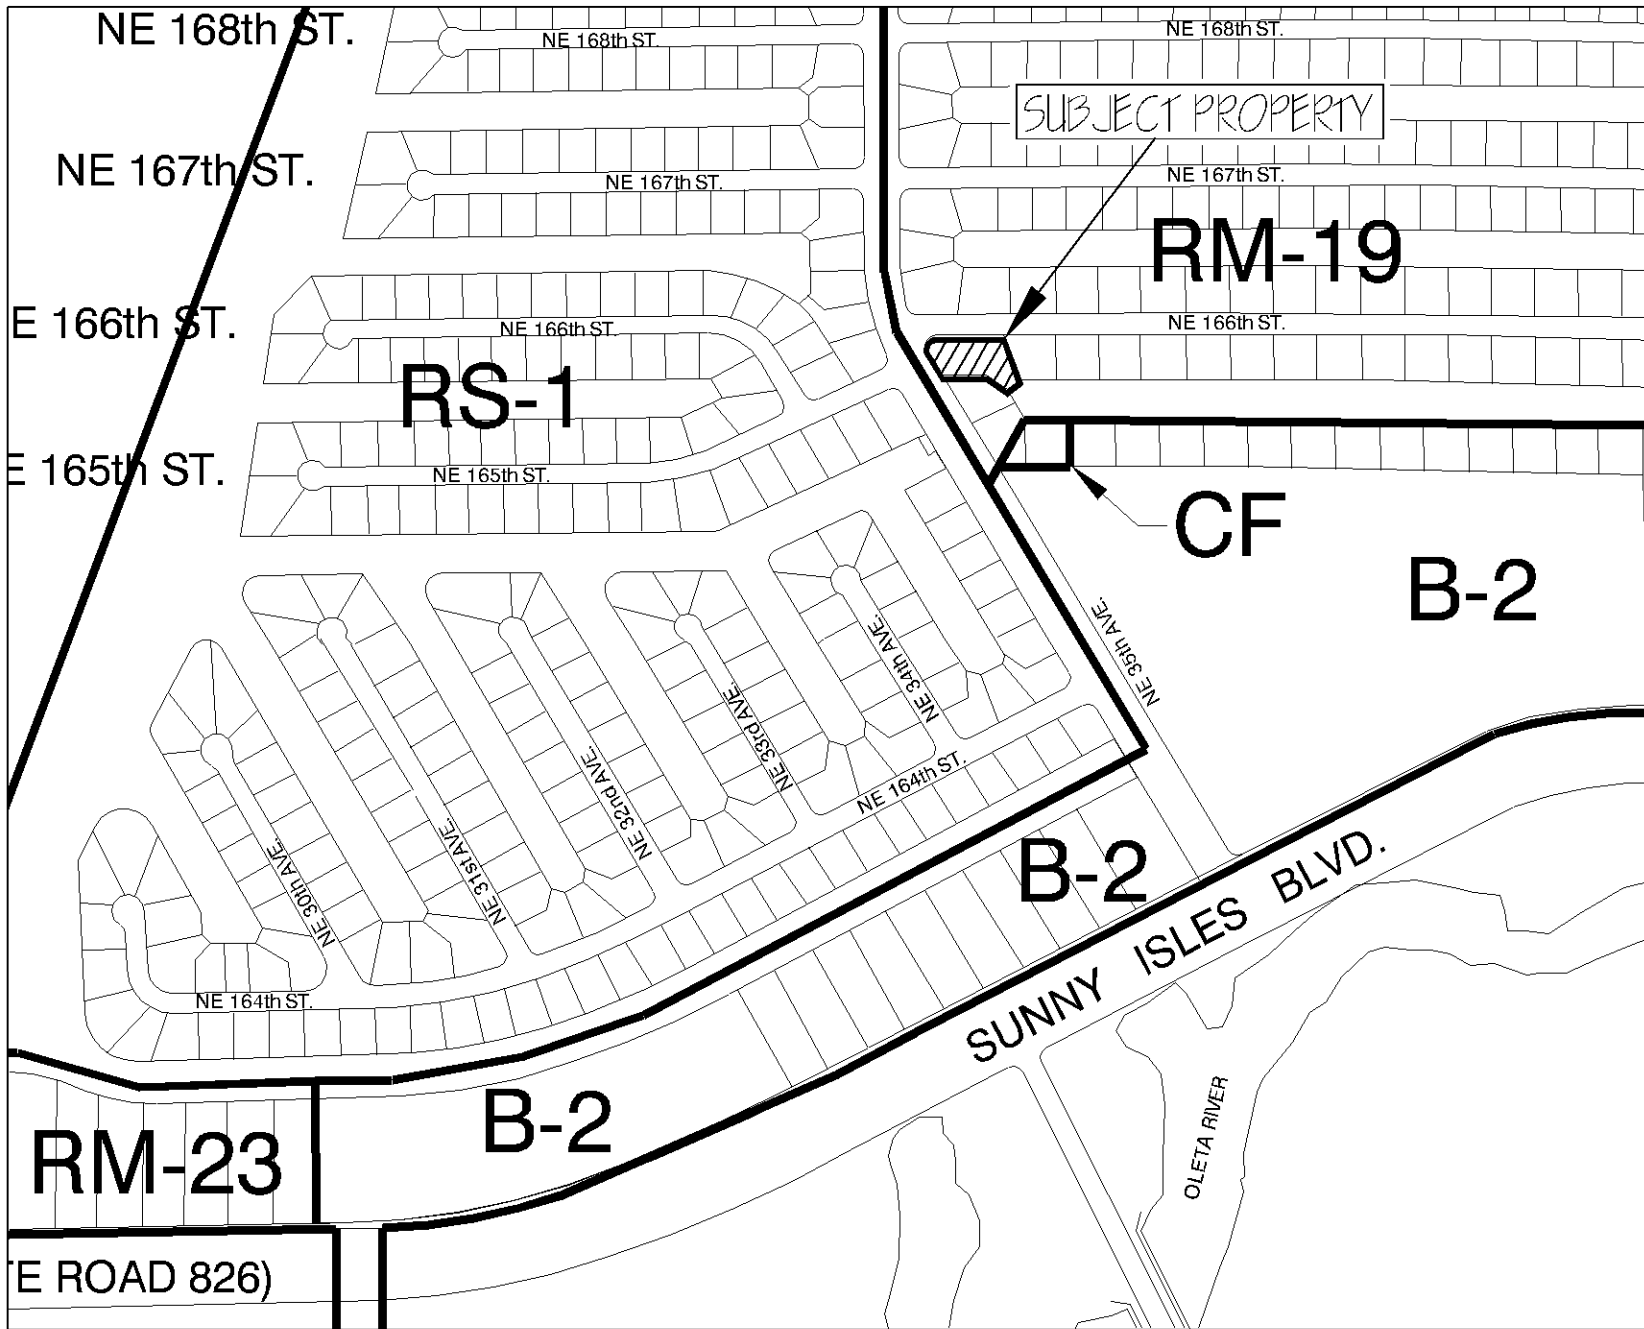 NE 168th ST.
NE 168th ST.
NE 168th ST.
SUBJECT PROPERTY
NE 167th ST.
NE 167th ST.
NE 167th ST.
RM-19
E 166th ST.
NE 166th ST.
NE 166th ST.
RS-1
E 165th ST.
NE 165th ST.
CF
B-2
NE 35th AVE.
NE 34th AVE.
NE 33rd AVE.
NE 32nd AVE.
NE 31st AVE.
NE 30th AVE.
NE 164th ST.
B-2
SUNNY ISLES BLVD.
NE 164th ST.
B-2
RM-23
OLETA RIVER
TE ROAD 826)